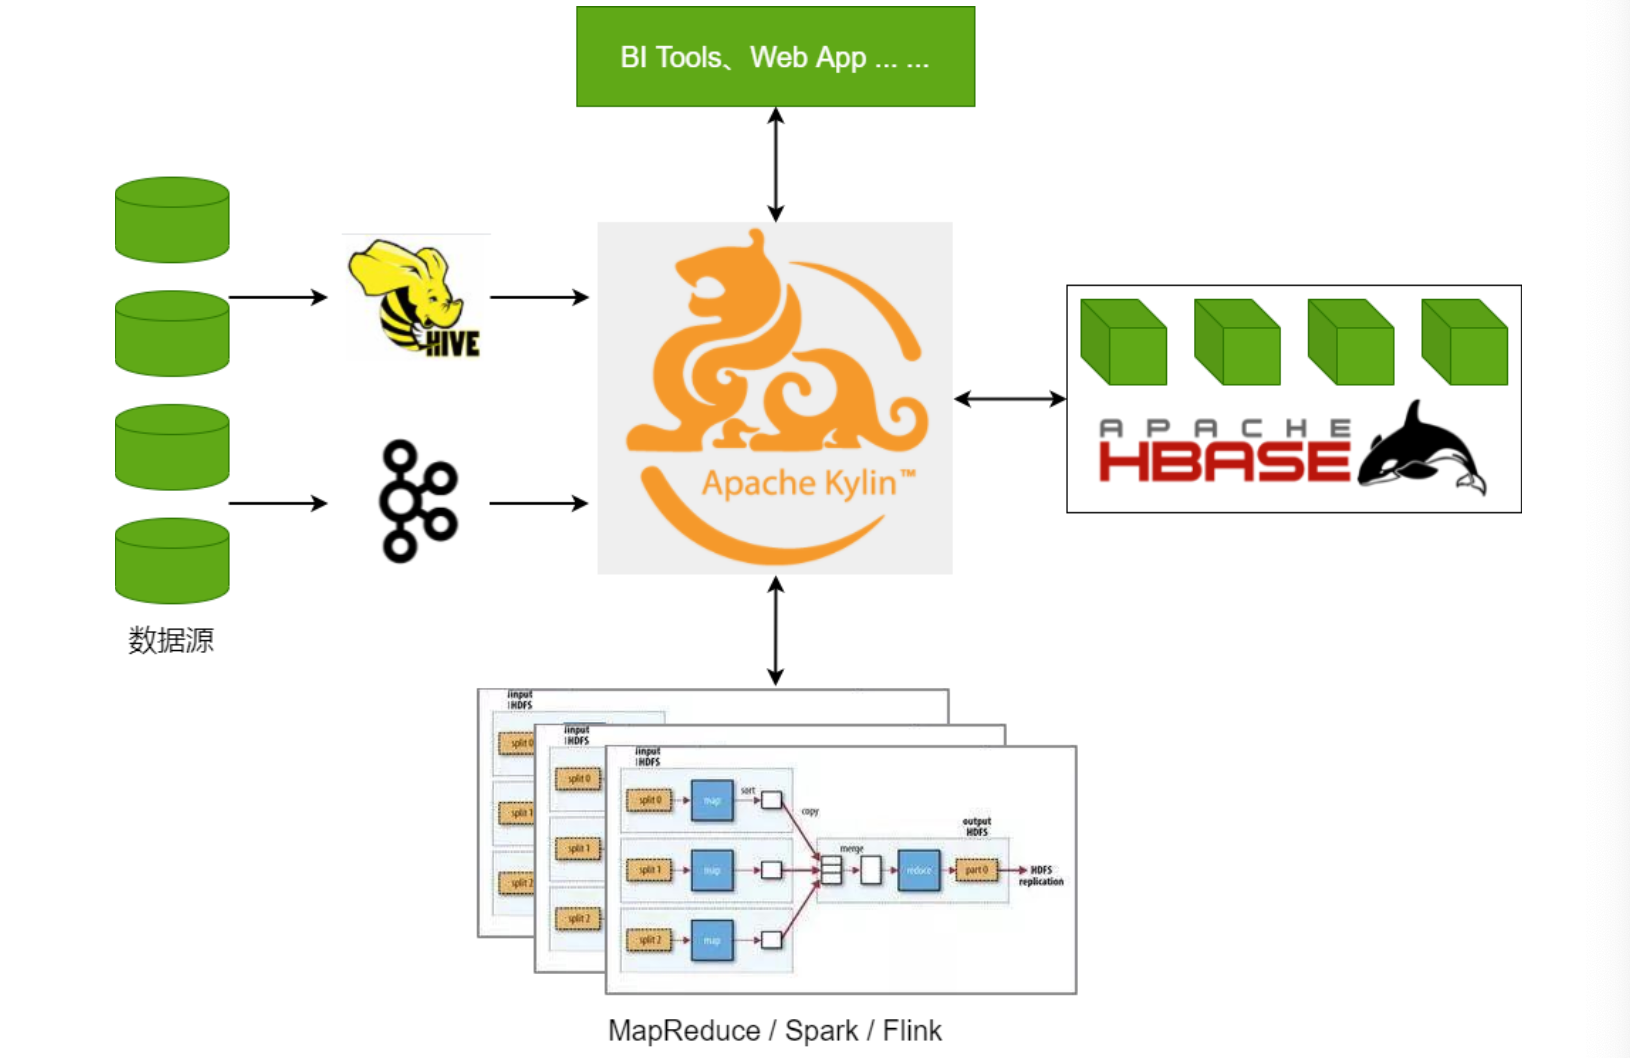 BI Tools、Web App ... ...
HIVE
Apache Kylin™
APACHE
HBASE
数据源
input
HDFS
split 0
split 1
split 2
input
HDFS
split 0
split 1
split 2
input
HDFS
split 0
map
sort
copy
split 1
map
merge
reduce
output
HDFS
part 0
HDFS
replication
split 2
map
MapReduce / Spark / Flink